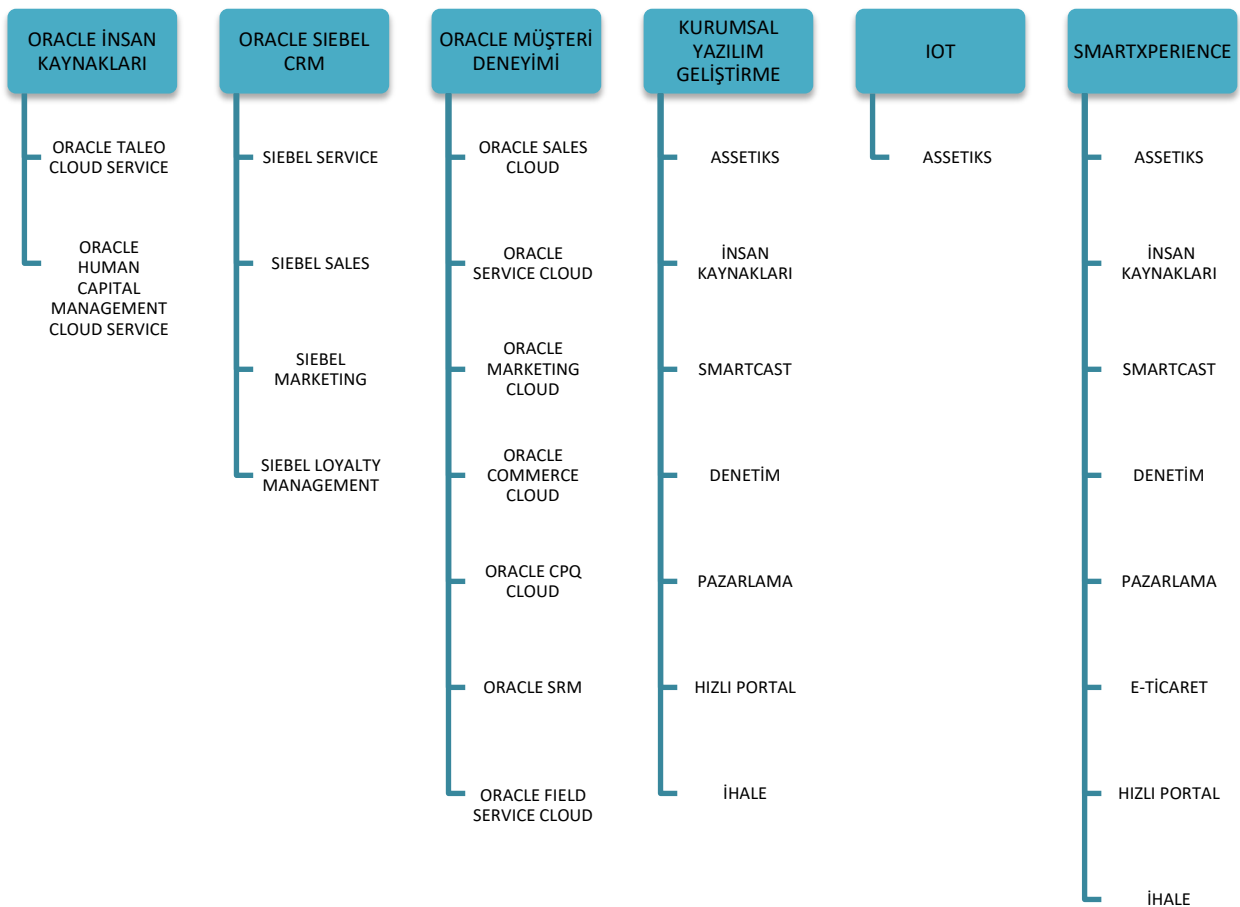 ORACLE İNSAN
KAYNAKLARI
ORACLE TALEO
CLOUD SERVICE
ORACLE
HUMAN
CAPITAL
MANAGEMENT
CLOUD SERVICE
ORACLE SIEBEL
CRM
SIEBEL SERVICE
SIEBEL SALES
SIEBEL
MARKETING
SIEBEL LOYALTY
MANAGEMENT
ORACLE MÜŞTERİ
DENEYİMİ
ORACLE SALES
CLOUD
ORACLE
SERVICE CLOUD
ORACLE
MARKETING
CLOUD
ORACLE
COMMERCE
CLOUD
ORACLE CPQ
CLOUD
ORACLE SRM
ORACLE FIELD
SERVICE CLOUD
KURUMSAL
YAZILIM
GELİŞTİRME
ASSETIKS
İNSAN
KAYNAKLARI
SMARTCAST
DENETİM
PAZARLAMA
HIZLI PORTAL
İHALE
IOT
ASSETIKS
SMARTXPERIENCE
ASSETIKS
İNSAN
KAYNAKLARI
SMARTCAST
DENETİM
PAZARLAMA
E-TİCARET
HIZLI PORTAL
İHALE